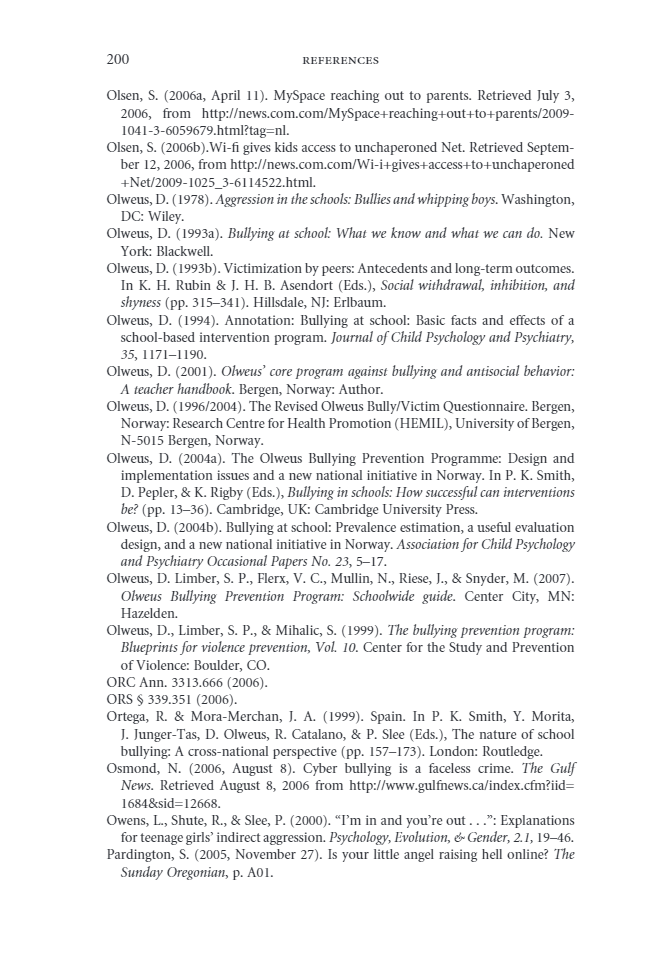 200 REFERENCES
Olsen, S. (2006a, April 11). MySpace reaching out to parents. Retrieved July 3,
2006, from http://news.com.com/MySpace+reaching+out+to+parents/2009-
1041-3-6059679.html?tag=nl.
Olsen, S. (2006b).Wi-fi gives kids access to unchaperoned Net. Retrieved Septem-
ber 12, 2006, from http://news.com.com/Wi-i+gives+access+to+unchaperoned
+Net/2009-1025_3-6114522.html.
Olweus, D. (1978). Aggression in the schools: Bullies and whipping boys. Washington,
DC: Wiley.
Olweus, D. (1993a). Bullying at school: What we know and what we can do. New
York: Blackwell.
Olweus, D. (1993b). Victimization by peers: Antecedents and long-term outcomes.
In K. H. Rubin & J. H. B. Asendort (Eds.), Social withdrawal, inhibition, and
shyness (pp. 315–341). Hillsdale, NJ: Erlbaum.
Olweus, D. (1994). Annotation: Bullying at school: Basic facts and effects of a
school-based intervention program. Journal of Child Psychology and Psychiatry,
35, 1171–1190.
Olweus, D. (2001). Olweus’ core program against bullying and antisocial behavior:
A teacher handbook. Bergen, Norway: Author.
Olweus, D. (1996/2004). The Revised Olweus Bully/Victim Questionnaire. Bergen,
Norway: Research Centre for Health Promotion (HEMIL), University of Bergen,
N-5015 Bergen, Norway.
Olweus, D. (2004a). The Olweus Bullying Prevention Programme: Design and
implementation issues and a new national initiative in Norway. In P. K. Smith,
D. Pepler, & K. Rigby (Eds.), Bullying in schools: How successful can interventions
be? (pp. 13–36). Cambridge, UK: Cambridge University Press.
Olweus, D. (2004b). Bullying at school: Prevalence estimation, a useful evaluation
design, and a new national initiative in Norway. Association for Child Psychology
and Psychiatry Occasional Papers No. 23, 5–17.
Olweus, D. Limber, S. P., Flerx, V. C., Mullin, N., Riese, J., & Snyder, M. (2007).
Olweus Bullying Prevention Program: Schoolwide guide. Center City, MN:
Hazelden.
Olweus, D., Limber, S. P., & Mihalic, S. (1999). The bullying prevention program:
Blueprints for violence prevention, Vol. 10. Center for the Study and Prevention
of Violence: Boulder, CO.
ORC Ann. 3313.666 (2006).
ORS § 339.351 (2006).
Ortega, R. & Mora-Merchan, J. A. (1999). Spain. In P. K. Smith, Y. Morita,
J. Junger-Tas, D. Olweus, R. Catalano, & P. Slee (Eds.), The nature of school
bullying: A cross-national perspective (pp. 157–173). London: Routledge.
Osmond, N. (2006, August 8). Cyber bullying is a faceless crime. The Gulf
News. Retrieved August 8, 2006 from http://www.gulfnews.ca/index.cfm?iid=
1684&sid=12668.
Owens, L., Shute, R., & Slee, P. (2000). “I’m in and you’re out . . .”: Explanations
for teenage girls’ indirect aggression. Psychology, Evolution, & Gender, 2.1, 19–46.
Pardington, S. (2005, November 27). Is your little angel raising hell online? The
Sunday Oregonian, p. A01.